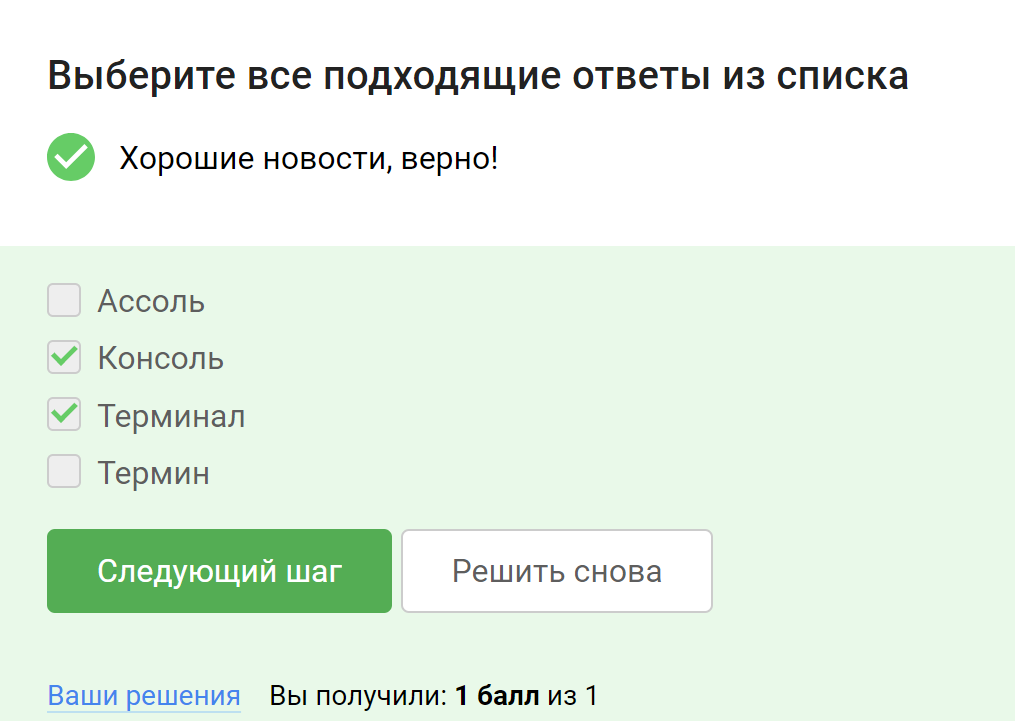 Выберите все подходящие ответы из списка
Хорошие новости, верно!
Ассоль
Консоль
Терминал
Термин
Следующий шаг
Решить снова
Ваши решения Вы получили: 1 балл из 1